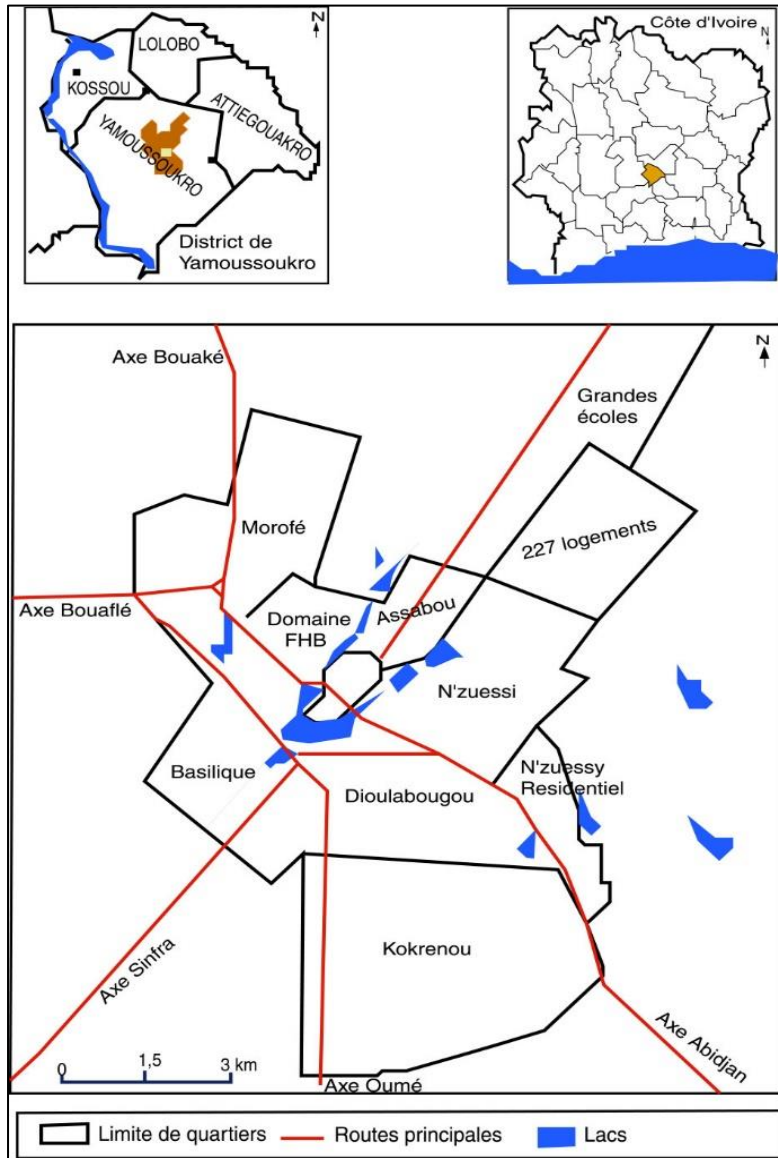 N
LOLOBO
KOSSOU
ATTIEGOUAKRO
YAMOUSSOUKRO
District de
Yamoussoukro
Côte d'Ivoire
N
Axe Bouaké
N
Grandes
écoles
Morofé
227 logements
Axe Bouaflé
Domaine
FHB
Assabou
N'zuessi
Basilique
N'zuessy
Residentiel
Dioulabougou
Kokrenou
Axe Sinfra
Axe Abidjan
0 1,5 3 km
Axe Oumé
Limite de quartiers
Routes principales
Lacs